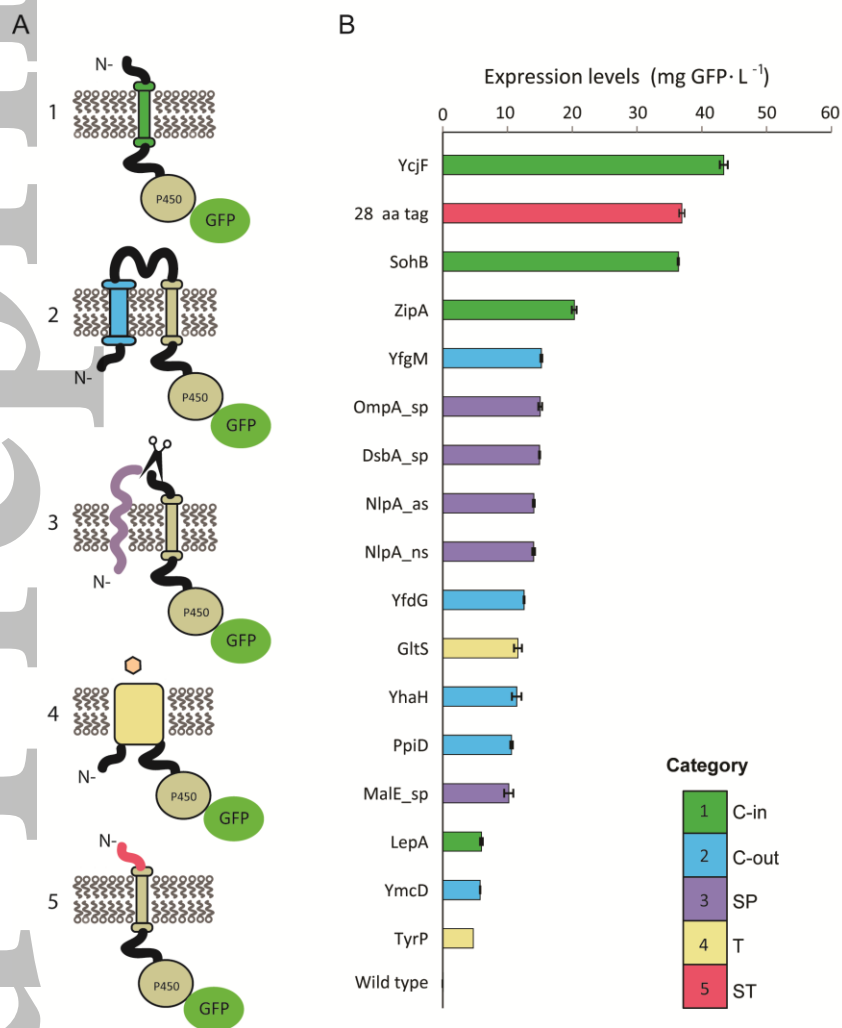 A
N-
1
P450
GFP
2
N-
P450
GFP
3
N-
P450
GFP
4
N-
P450
GFP
N-
5
P450
GFP
B
Expression levels (mg GFP· L⁻¹)
0 10 20 30 40 50 60
YcjF
28 aa tag
SohB
ZipA
YfgM
OmpA_sp
DsbA_sp
NlpA_as
NlpA_ns
YfdG
GltS
YhaH
PpiD
MalE_sp
LepA
YmcD
TyrP
Wild type
Category
1 C-in
2 C-out
3 SP
4 T
5 ST